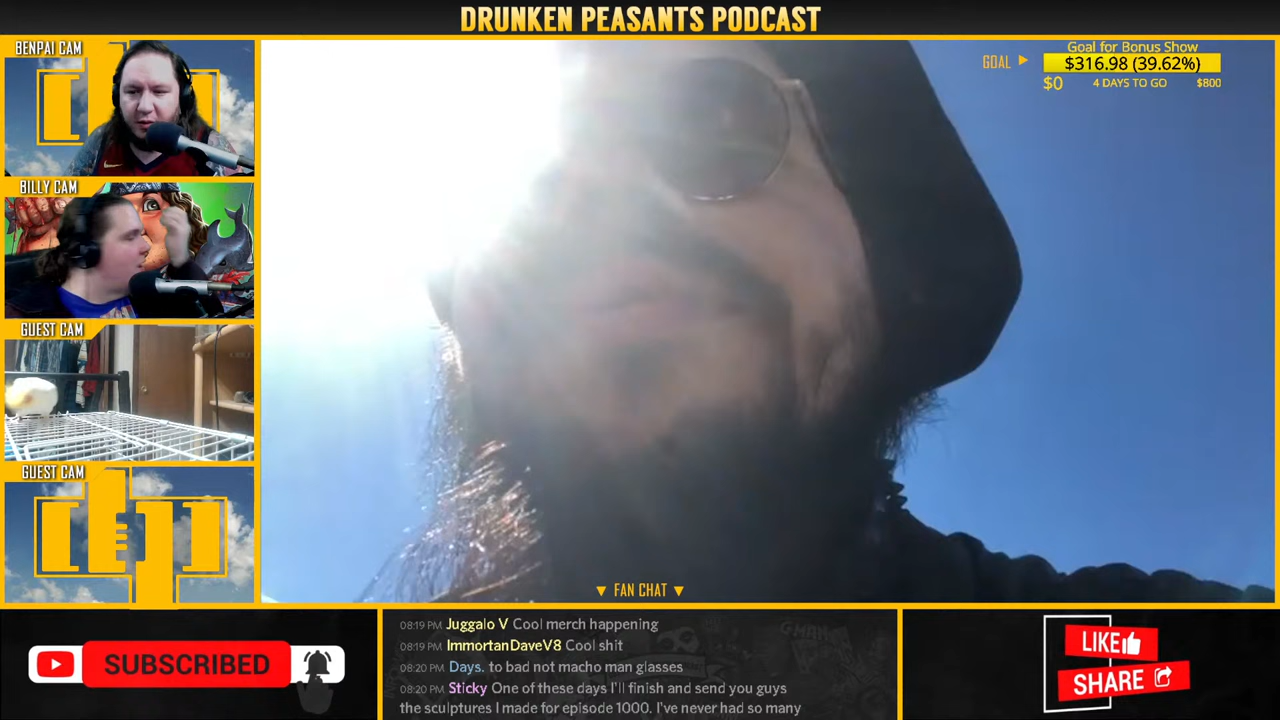 DRUNKEN PEASANTS PODCAST
BENPAI CAM
BILLY CAM
GUEST CAM
GUEST CAM
GOAL
Goal for Bonus Show
$316.98 (39.62%)
$0 4 DAYS TO GO $800
▼ FAN CHAT ▼
SUBSCRIBED
08:19 PM Juggalo V Cool merch happening
08:19 PM ImmortanDaveV8 Cool shit
08:20 PM Days. to bad not macho man glasses
08:20 PM Sticky One of these days I'll finish and send you guys
the sculptures I made for episode 1000. I've never had so many
LIKE
SHARE